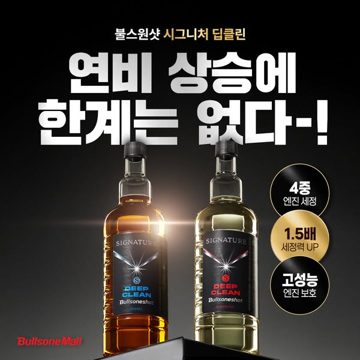 불스원샷 시그니처 딥클린
연비 상승에
한계는 없다-!
4중
엔진 세정
1.5배
세정력 UP
고성능
엔진 보호
SIGNATURE
S
DEEP
CLEAN
Bullsoneshot
SIGNATURE
S
DEEP
CLEAN
Bullsoneshot
BullsoneMall